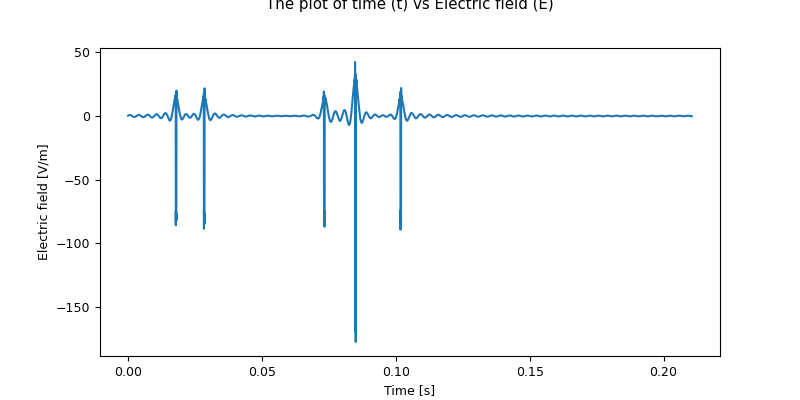 The plot of time (t) vs Electric field (E)
50
0
−50
−100
−150
Electric field [V/m]
0.00 0.05 0.10 0.15 0.20
Time [s]